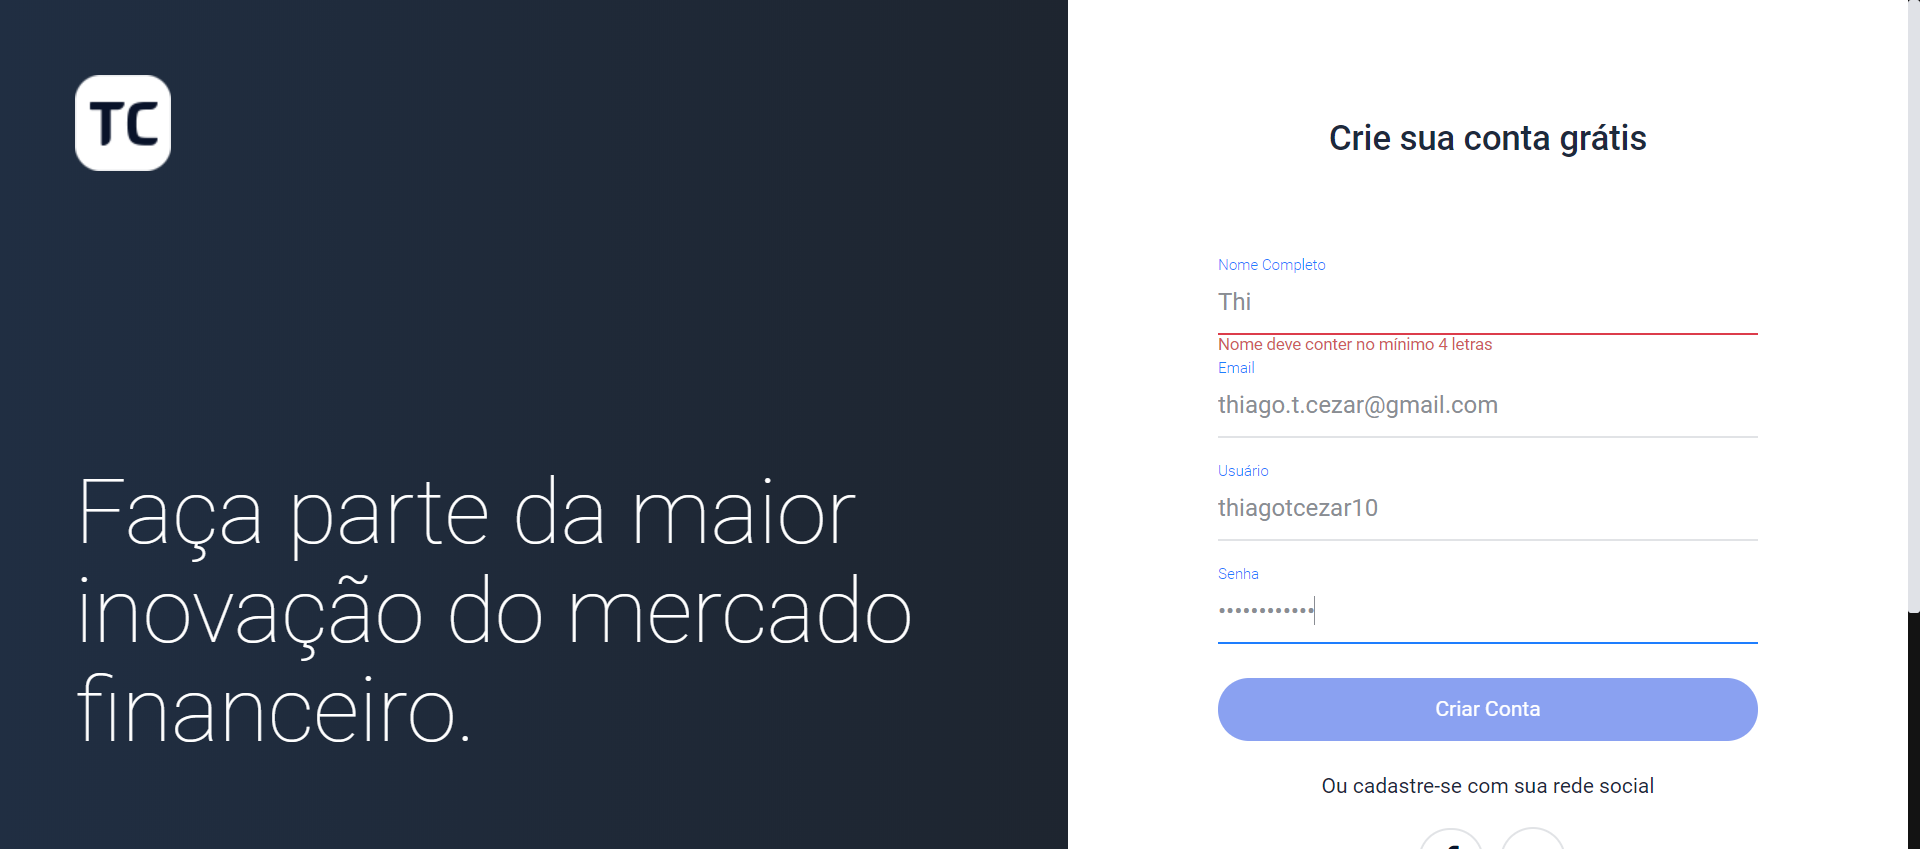 TC
Faça parte da maior
inovação do mercado
financeiro.
Crie sua conta grátis
Nome Completo
Thi
Nome deve conter no mínimo 4 letras
Email
thiago.t.cezar@gmail.com
Usuário
thiagotcezar10
Senha
••••••••••••
Criar Conta
Ou cadastre-se com sua rede social